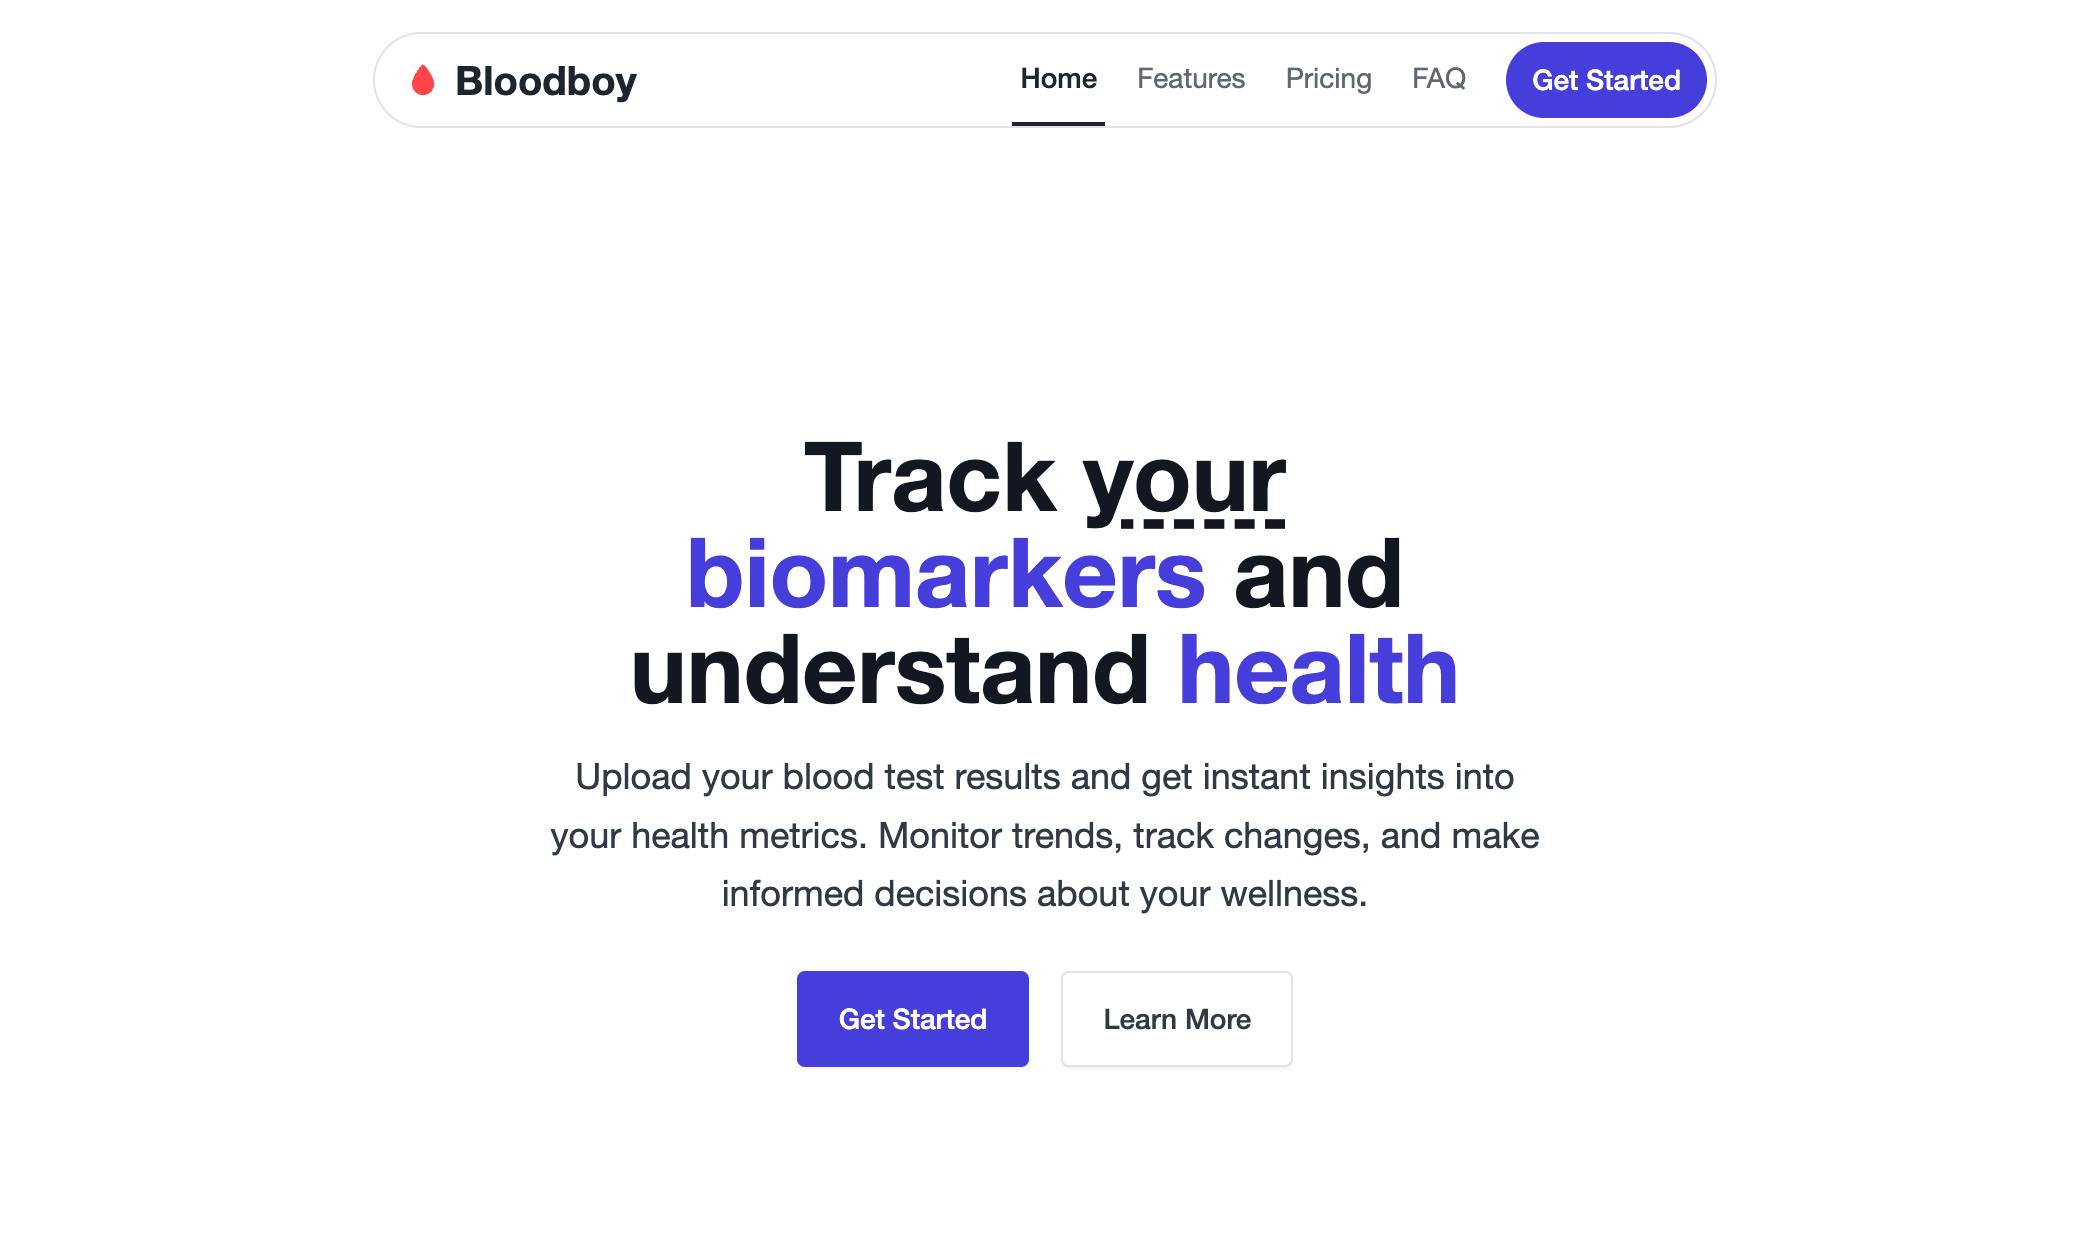 Bloodboy
Home
Features
Pricing
FAQ
Get Started
Track your
biomarkers and
understand health
Upload your blood test results and get instant insights into
your health metrics. Monitor trends, track changes, and make
informed decisions about your wellness.
Get Started
Learn More